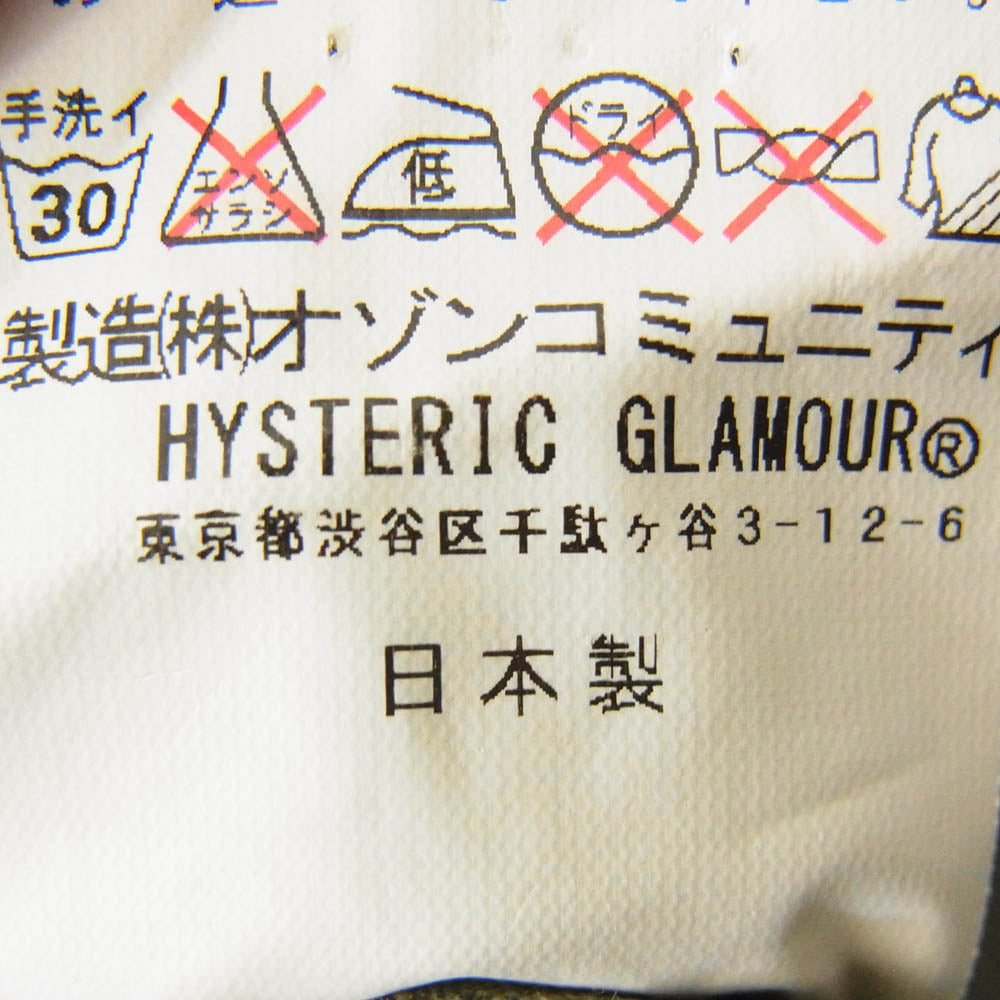 手洗イ エンソ 低 ドライ
30 サラシ
製造(株)オゾンコミュニティ
HYSTERIC GLAMOUR®
東京都渋谷区千駄ヶ谷3-12-6
日本製